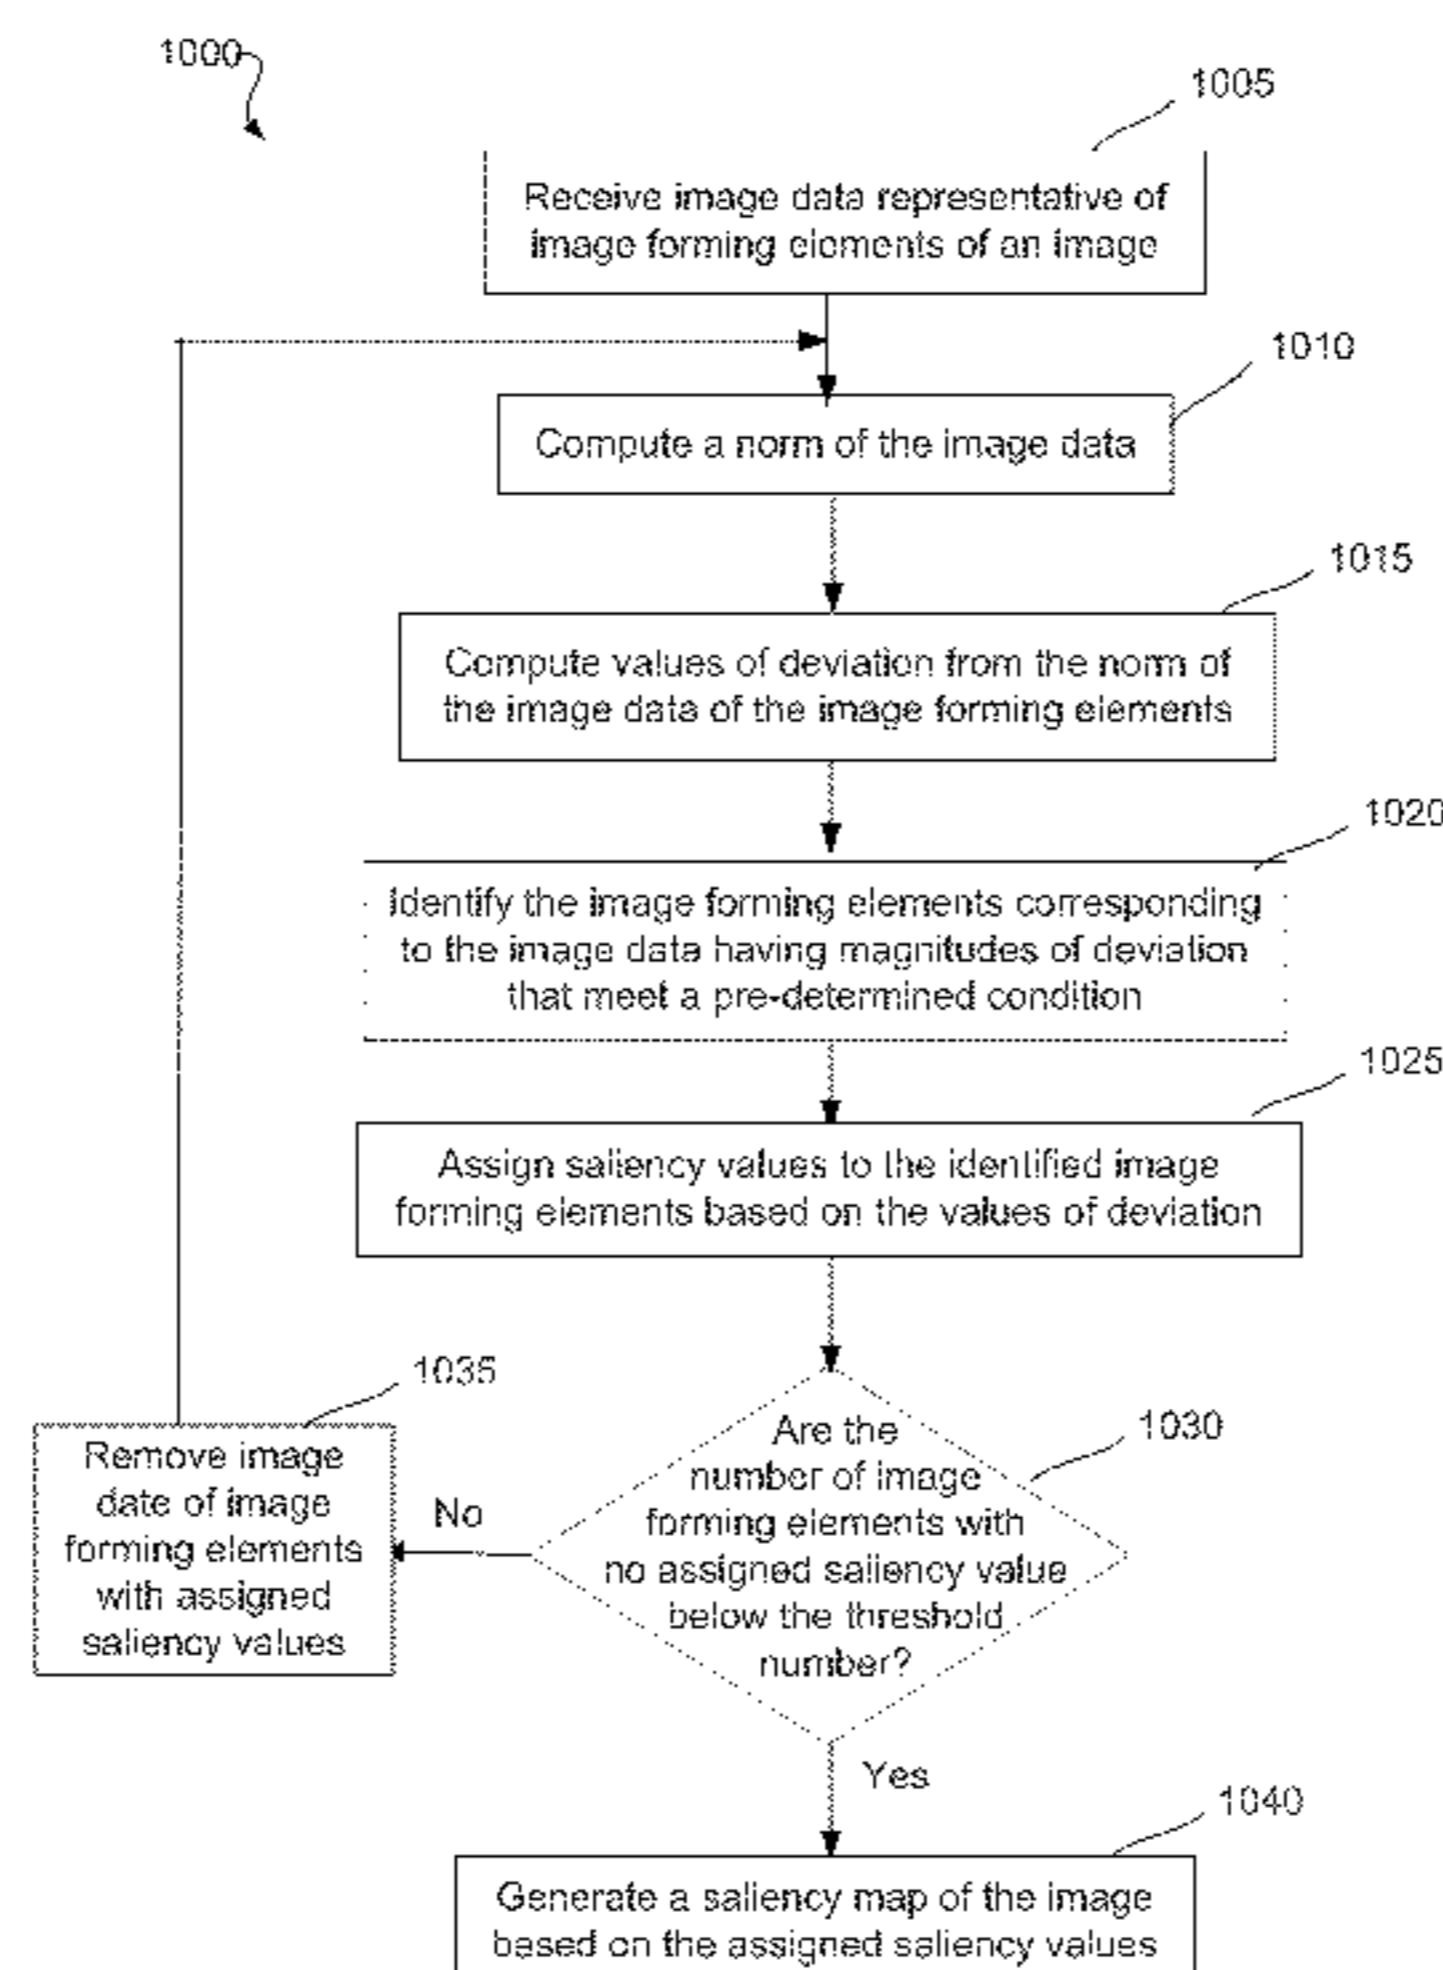 1000
1005
Receive image data representative of
image forming elements of an image
1010
Compute a norm of the image data
1015
Compute values of deviation from the norm of
the image data of the image forming elements
1020
Identify the image forming elements corresponding
to the image data having magnitudes of deviation
that meet a pre-determined condition
1025
Assign saliency values to the identified image
forming elements based on the values of deviation
1035
Remove image
date of image
forming elements
with assigned
saliency values
No
1030
Are the
number of image
forming elements with
no assigned saliency value
below the threshold
number?
Yes
1040
Generate a saliency map of the image
based on the assigned saliency values